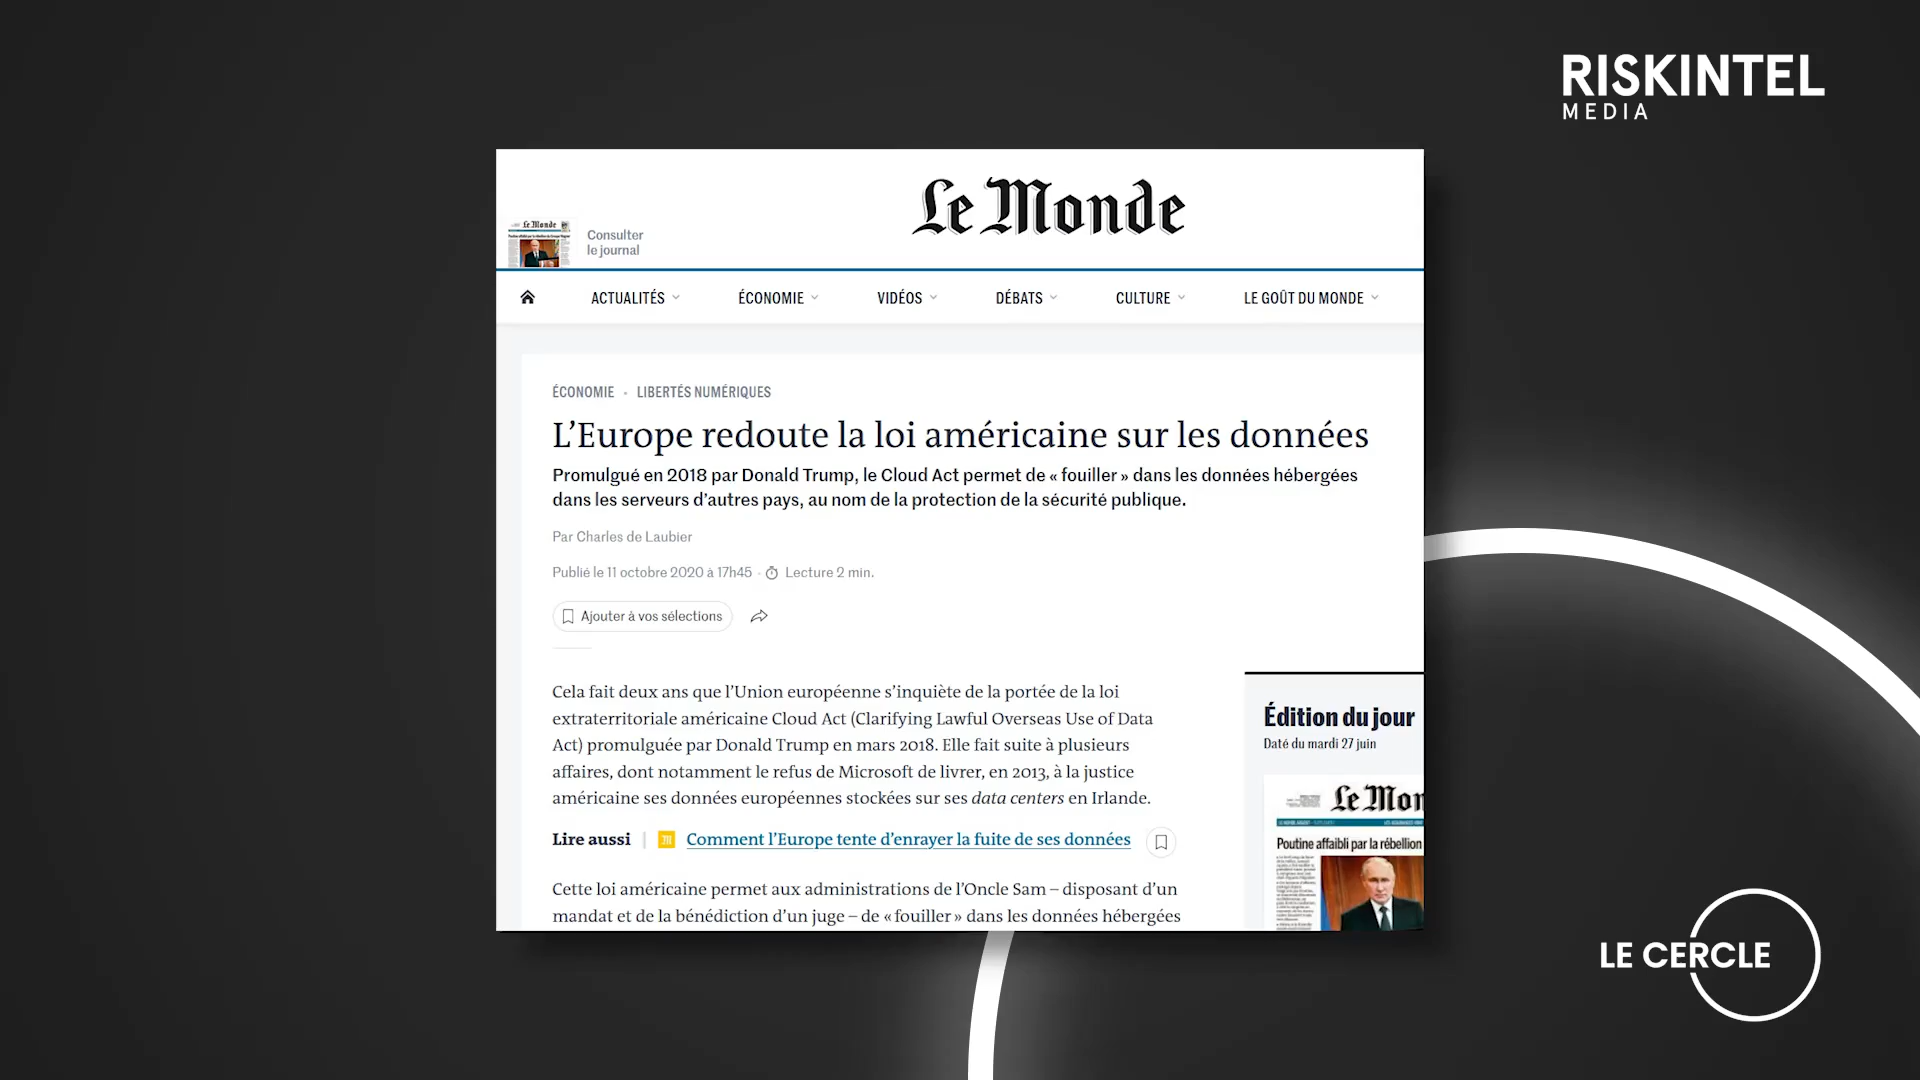 RISKINTEL
MEDIA
Le Monde
Le Monde
Consulter
le journal
ACTUALITÉS
ÉCONOMIE
VIDÉOS
DÉBATS
CULTURE
LE GOÛT DU MONDE
ÉCONOMIE · LIBERTÉS NUMÉRIQUES
L’Europe redoute la loi américaine sur les données
Promulgué en 2018 par Donald Trump, le Cloud Act permet de « fouiller » dans les données hébergées
dans les serveurs d’autres pays, au nom de la protection de la sécurité publique.
Par Charles de Laubier
Publié le 11 octobre 2020 à 17h45 · Lecture 2 min.
Ajouter à vos sélections
Cela fait deux ans que l’Union européenne s’inquiète de la portée de la loi
extraterritoriale américaine Cloud Act (Clarifying Lawful Overseas Use of Data
Act) promulguée par Donald Trump en mars 2018. Elle fait suite à plusieurs
affaires, dont notamment le refus de Microsoft de livrer, en 2013, à la justice
américaine ses données européennes stockées sur ses data centers en Irlande.
Lire aussi | M Comment l’Europe tente d’enrayer la fuite de ses données
Cette loi américaine permet aux administrations de l’Oncle Sam – disposant d’un
mandat et de la bénédiction d’un juge – de « fouiller » dans les données hébergées
Édition du jour
Daté du mardi 27 juin
Le Mon
Poutine affaibli par la rébellion
LE CERCLE